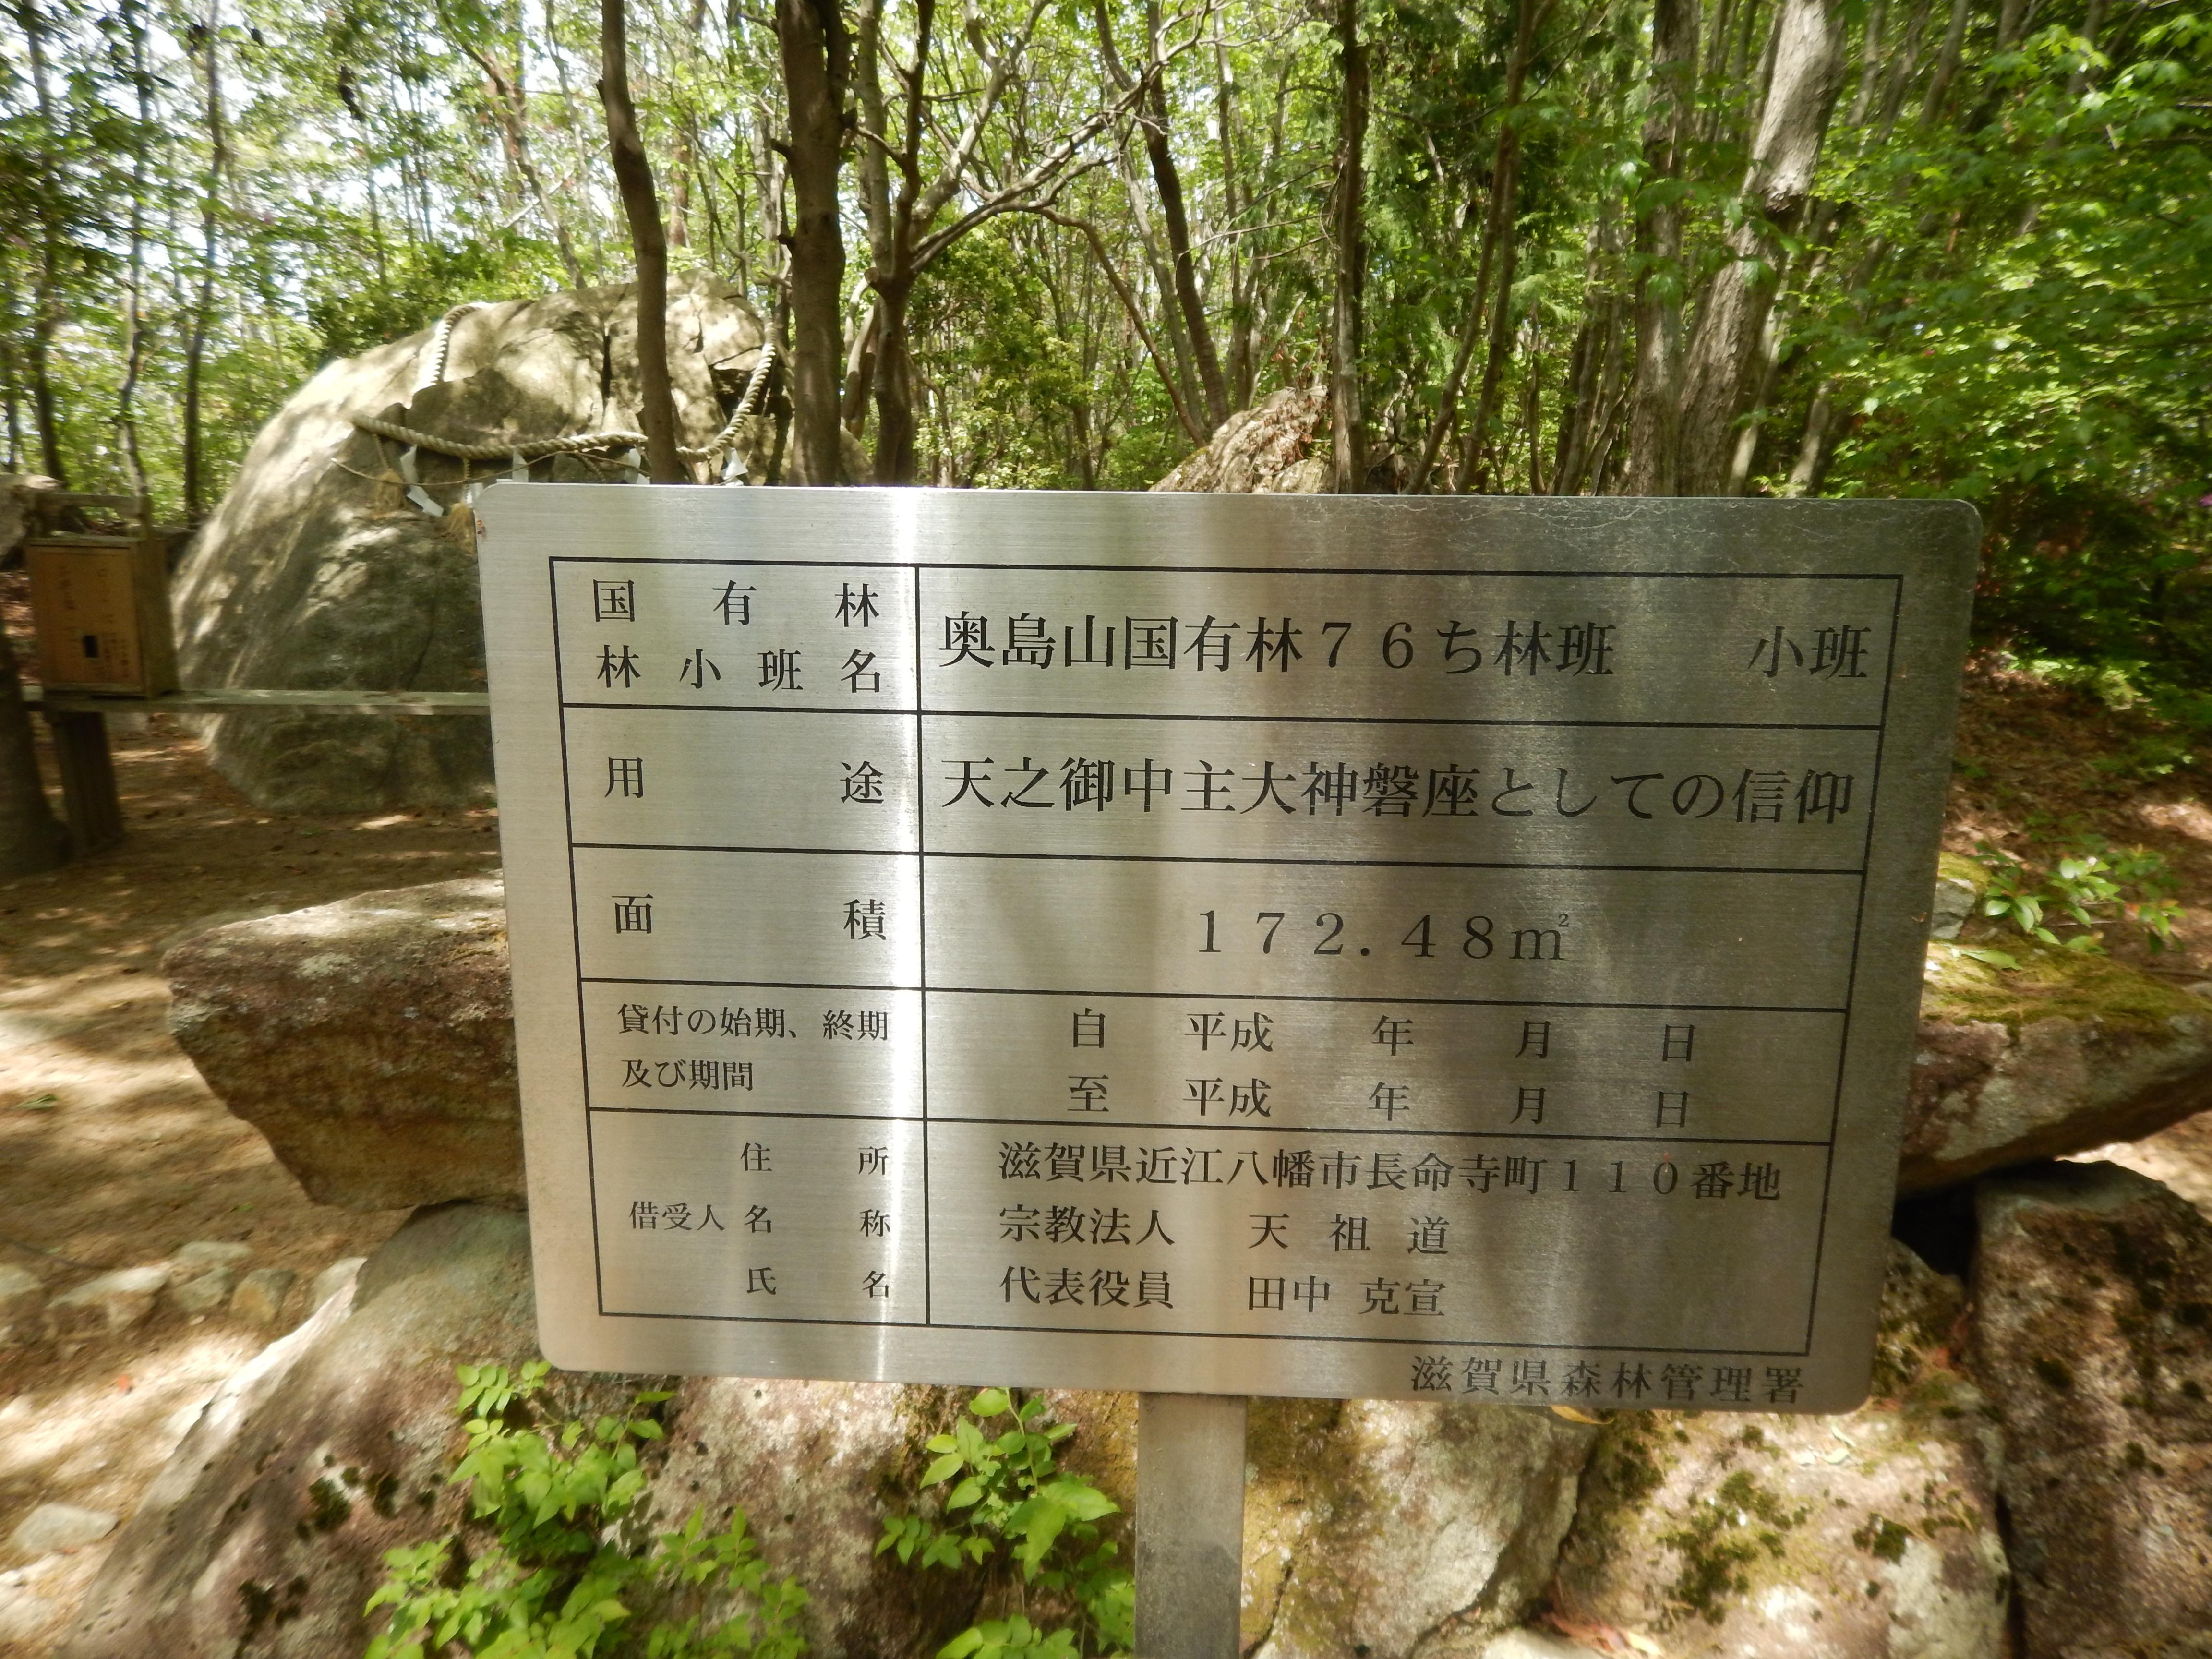 国有林
林小班名
奥島山国有林７６ち林班　小班
用途
天之御中主大神磐座としての信仰
面積
１７２.４８㎡
貸付の始期、終期
及び期間
自　平成　年　月　日
至　平成　年　月　日
借受人
住所
滋賀県近江八幡市長命寺町１１０番地
名称
宗教法人　天祖道
氏名
代表役員　田中 克宣
滋賀県森林管理署